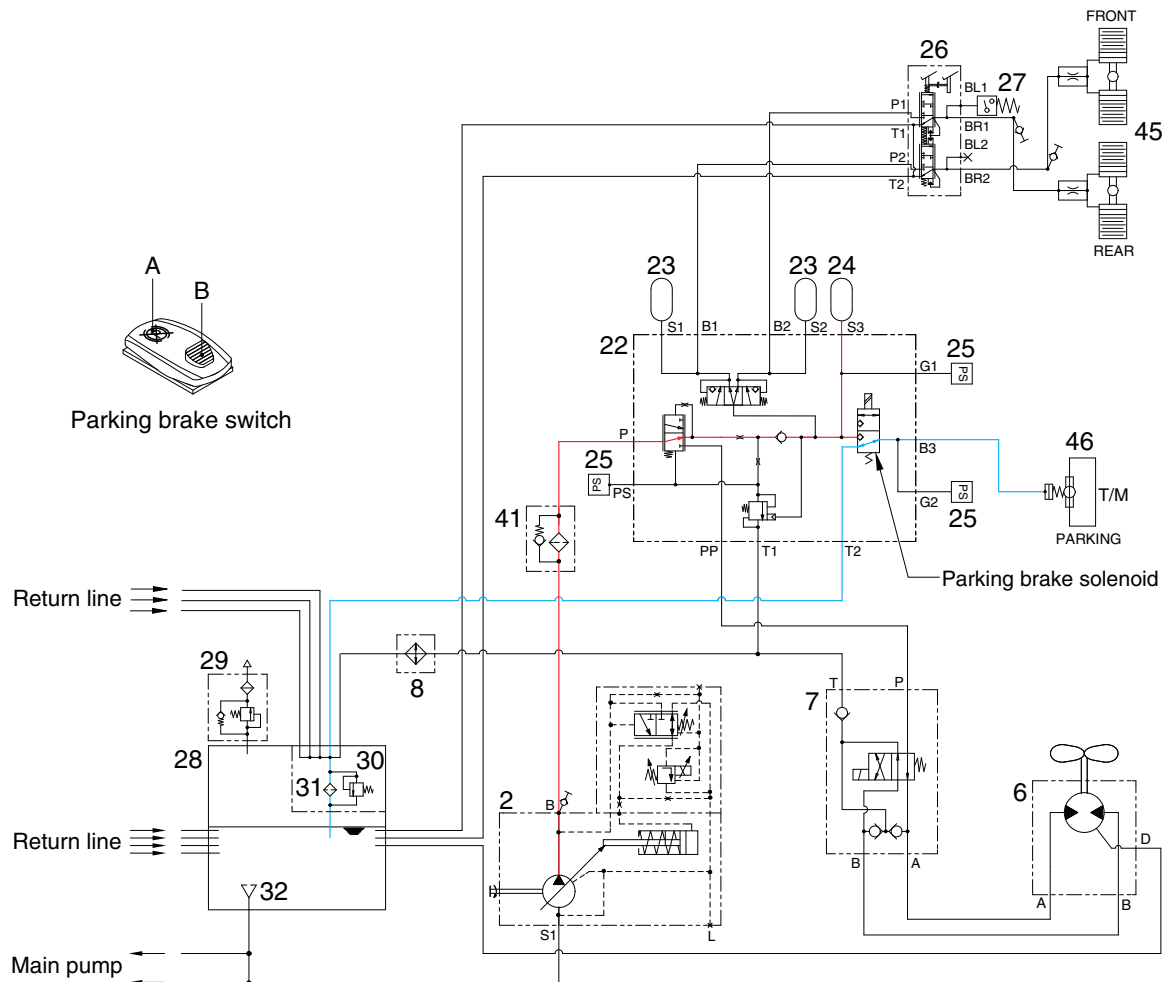 FRONT
26
BL1
27
P1
T1
BR1
BL2
P2
T2
BR2
45
REAR
A
B
Parking brake switch
23
23
24
S1
B1
B2
S2
S3
22
G1
25
PS
P
25
PS
PS
B3
46
T/M
PARKING
G2
25
PS
41
PP
T1
T2
Parking brake solenoid
Return line
29
8
T
P
7
28
30
31
2
B
6
D
Return line
B
A
A
B
32
S1
L
Main pump